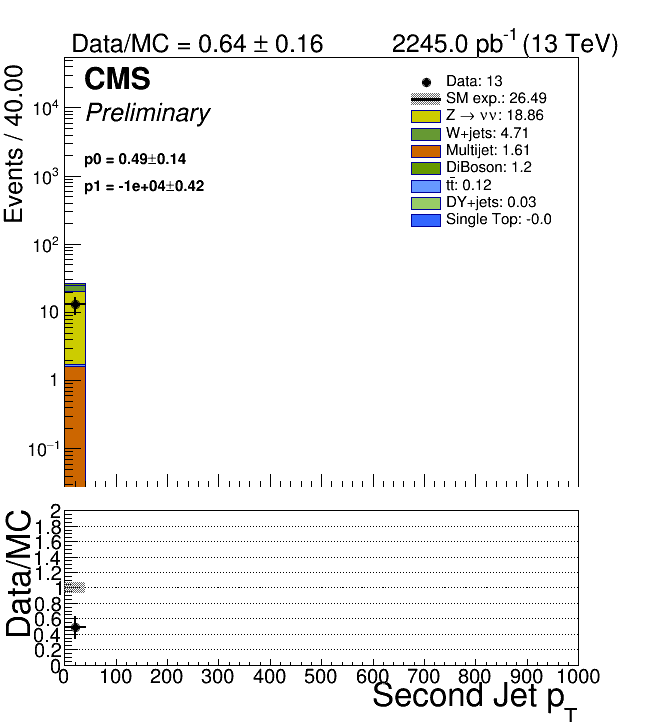 Data/MC = 0.64 ± 0.16 2245.0 pb⁻¹ (13 TeV)
CMS
Preliminary
p0 = 0.49±0.14
p1 = -1e+04±0.42
Data: 13
SM exp.: 26.49
Z → νν: 18.86
W+jets: 4.71
Multijet: 1.61
DiBoson: 1.2
tt̄: 0.12
DY+jets: 0.03
Single Top: -0.0
Events / 40.00
10⁴
10³
10²
10
1
10⁻¹
Data/MC
2
1.8
1.6
1.4
1.2
1
0.8
0.6
0.4
0.2
0
0 100 200 300 400 500 600 700 800 900 1000
Second Jet p_T